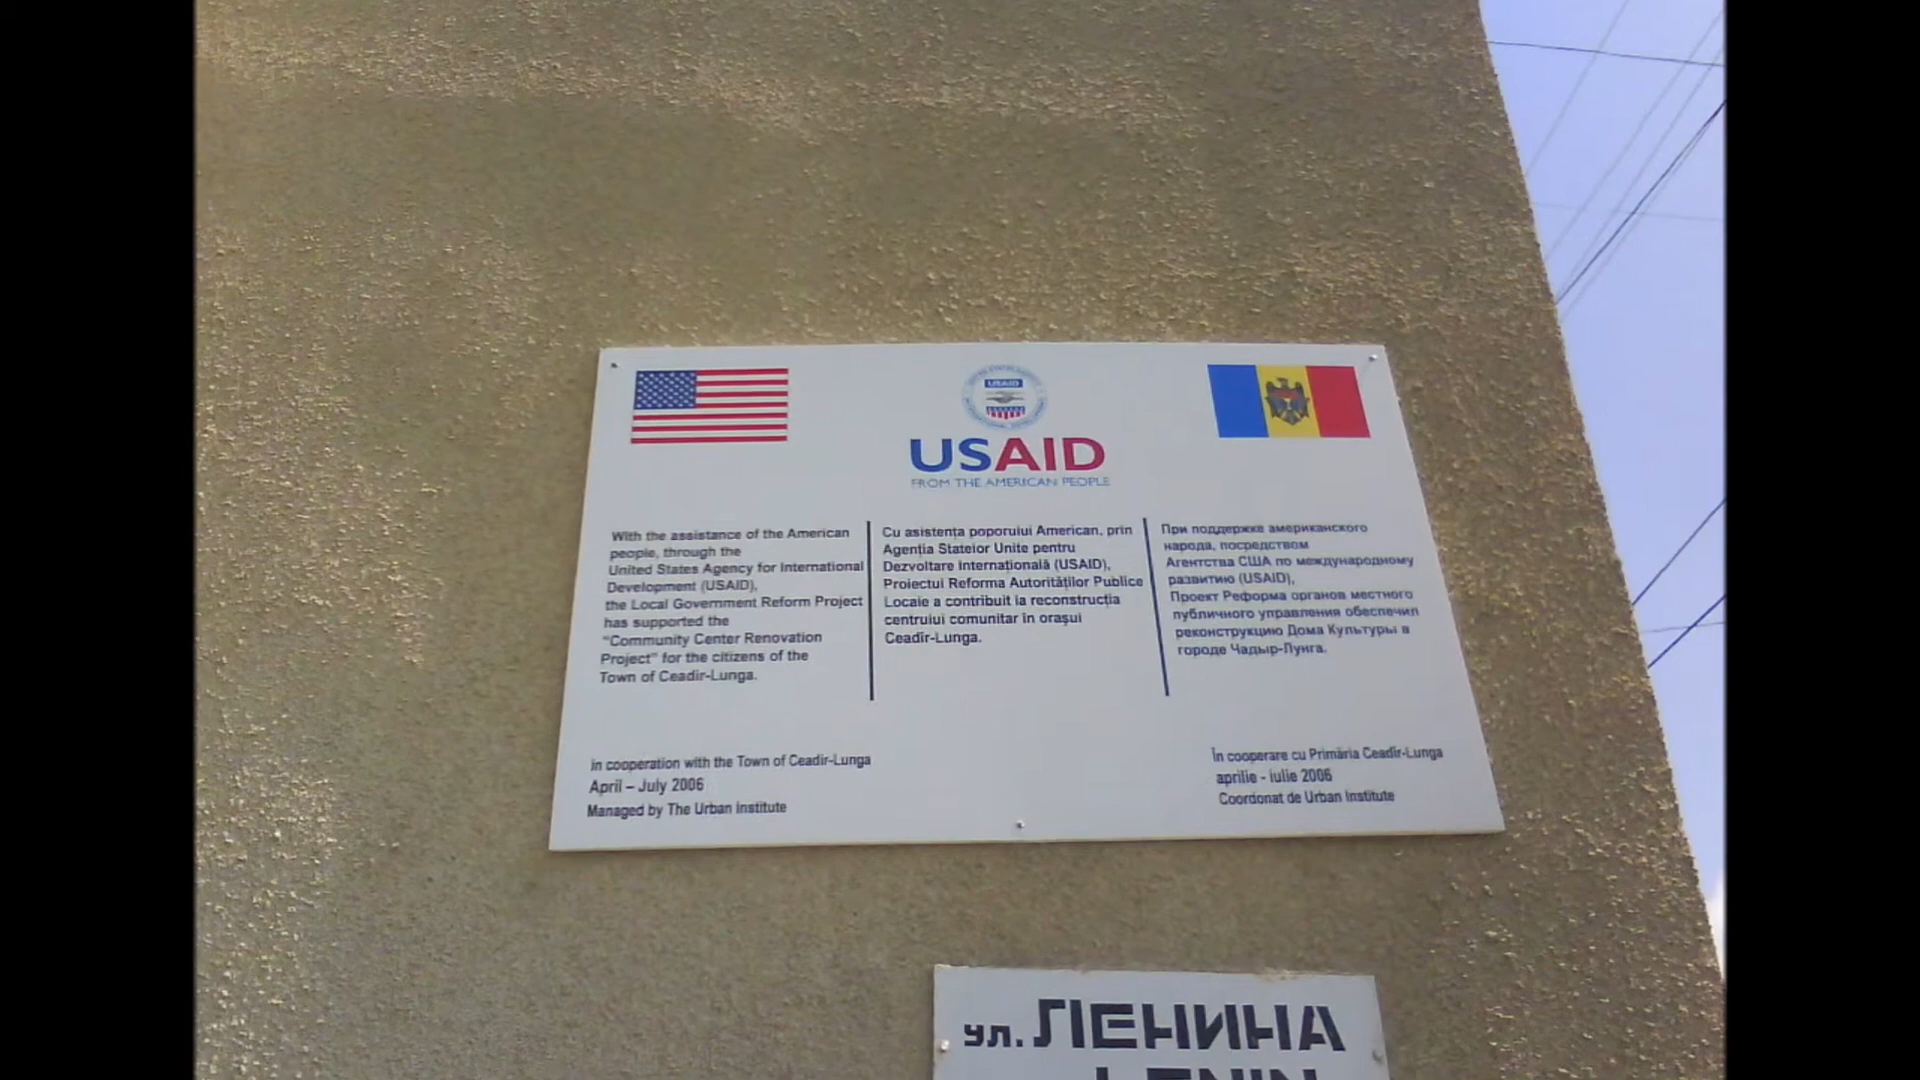 USAID
USAID
FROM THE AMERICAN PEOPLE
With the assistance of the American
people, through the
United States Agency for International
Development (USAID),
the Local Government Reform Project
has supported the
"Community Center Renovation
Project" for the citizens of the
Town of Ceadir-Lunga.
Cu asistența poporului American, prin
Agenția Statelor Unite pentru
Dezvoltare Internațională (USAID),
Proiectul Reforma Autorităților Publice
Locale a contribuit la reconstrucția
centrului comunitar în orașul
Ceadîr-Lunga.
При поддержке американского
народа, посредством
Агентства США по международному
развитию (USAID),
Проект Реформа органов местного
публичного управления обеспечил
реконструкцию Дома Культуры в
городе Чадыр-Лунга.
in cooperation with the Town of Ceadir-Lunga
April – July 2006
Managed by The Urban Institute
În cooperare cu Primăria Ceadîr-Lunga
aprilie - iulie 2006
Coordonat de Urban Institute
ул. ЛЕНИНА
LENIN